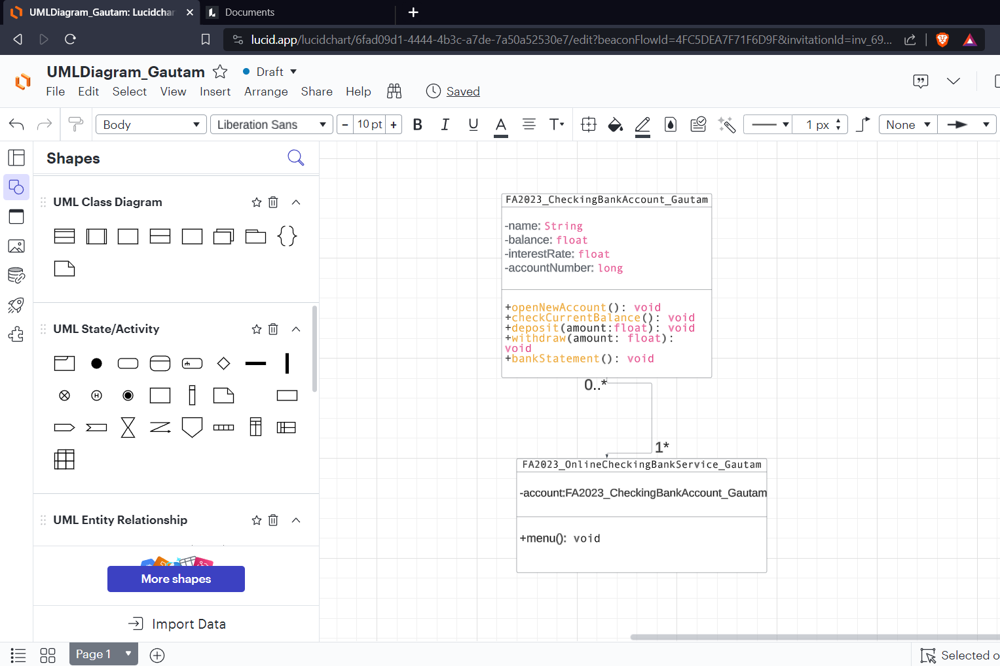 UMLDiagram_Gautam: Lucidchar
Documents
lucid.app/lucidchart/6fad09d1-4444-4b3c-a7de-7a50a52530e7/edit?beaconFlowId=4FC5DEA7F71F6D9F&invitationId=inv_69...
UMLDiagram_Gautam
Draft
File Edit Select View Insert Arrange Share Help
Saved
Body
Liberation Sans
- 10 pt +
B I U A T
1 px
None
Shapes
UML Class Diagram
UML State/Activity
H
UML Entity Relationship
More shapes
Import Data
FA2023_CheckingBankAccount_Gautam
-name: String
-balance: float
-interestRate: float
-accountNumber: long
+openNewAccount(): void
+checkCurrentBalance(): void
+deposit(amount:float): void
+withdraw(amount: float):
void
+bankStatement(): void
0..*
1*
FA2023_OnlineCheckingBankService_Gautam
-account:FA2023_CheckingBankAccount_Gautam
+menu(): void
Page 1
Selected o